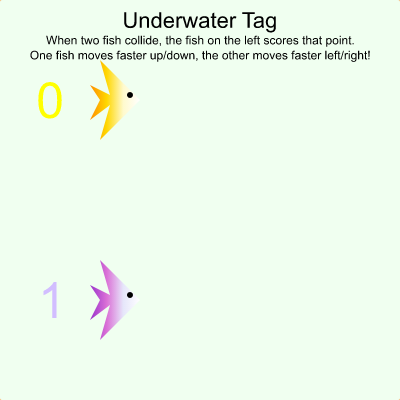 Underwater Tag
When two fish collide, the fish on the left scores that point.
One fish moves faster up/down, the other moves faster left/right!
0
1